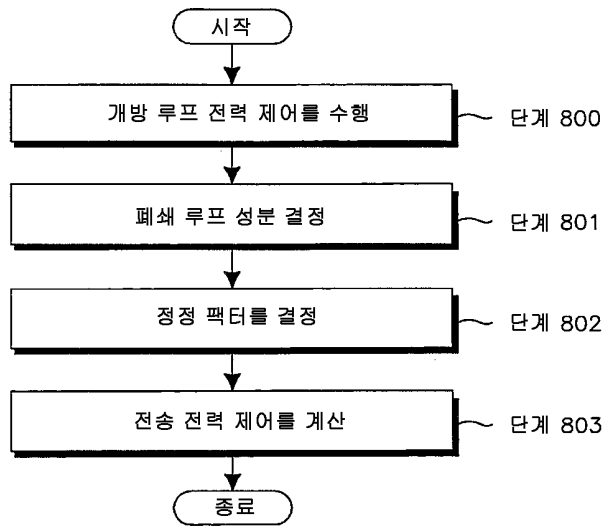 시작
개방 루프 전력 제어를 수행
단계 800
폐쇄 루프 성분 결정
단계 801
정정 팩터를 결정
단계 802
전송 전력 제어를 계산
단계 803
종료